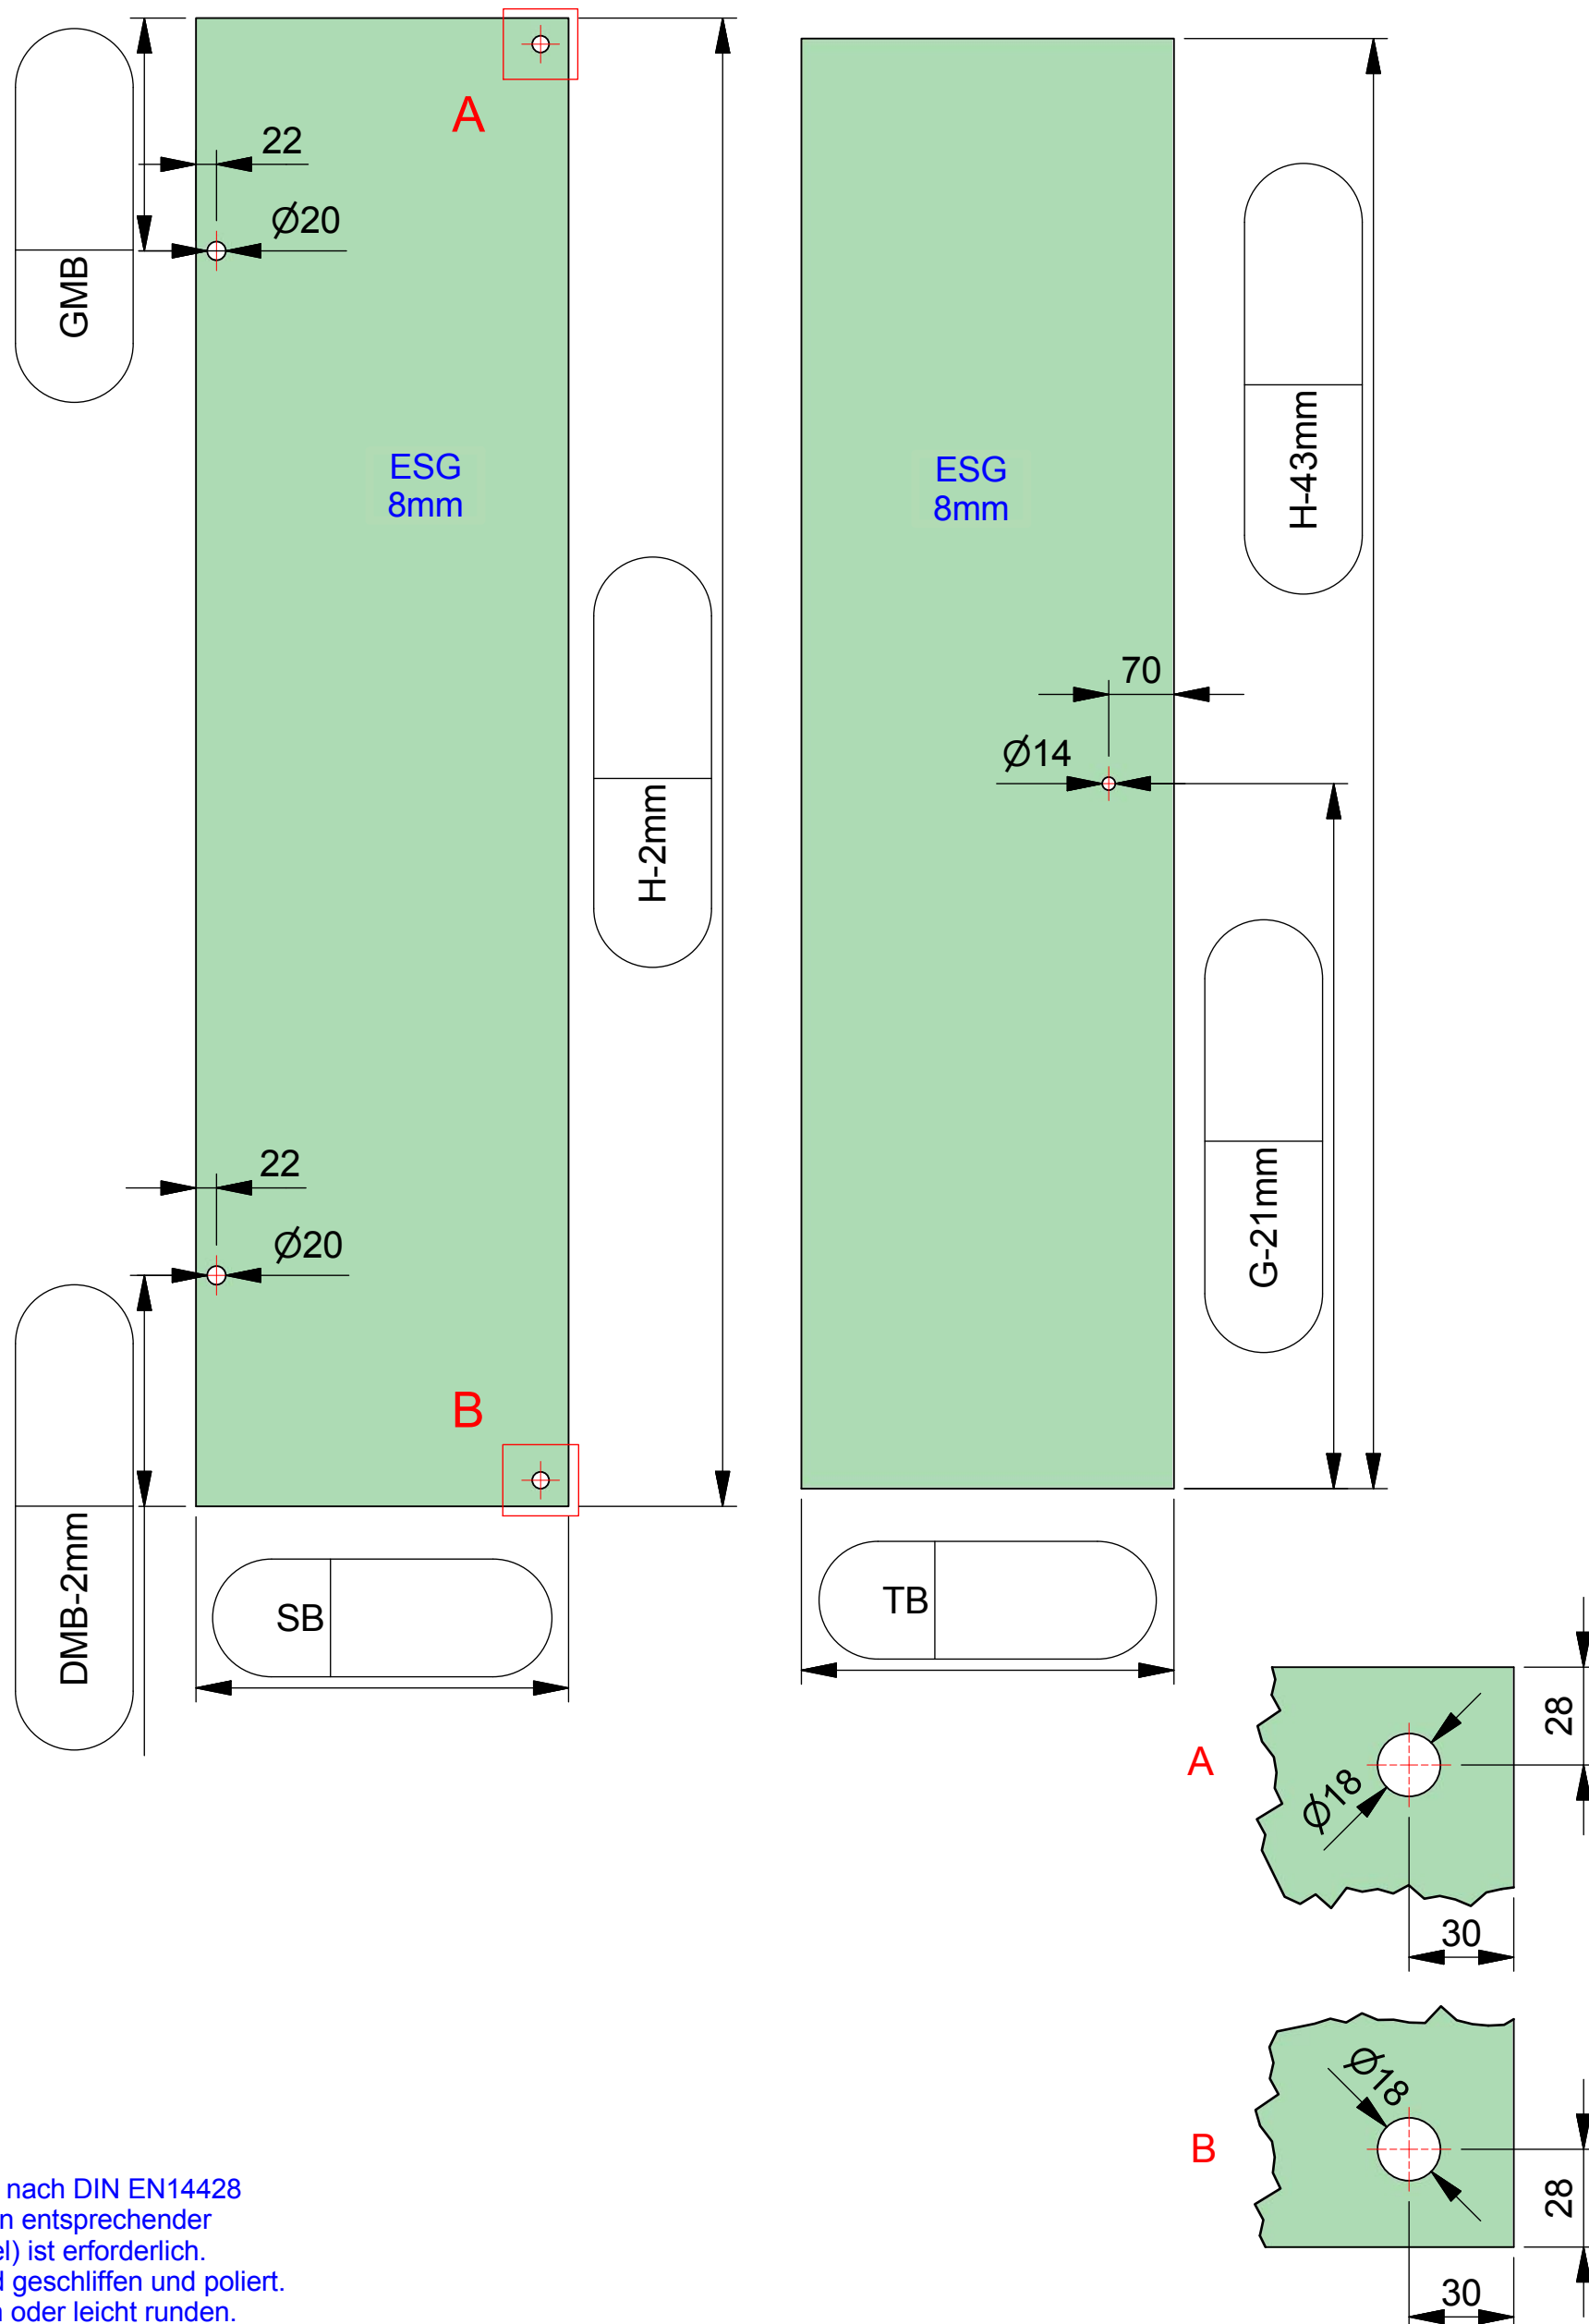 A
22
Ø20
GMB
ESG
8mm
H-2mm
22
Ø20
B
DMB-2mm
SB
ESG
8mm
H-43mm
70
Ø14
G-21mm
TB
A
Ø18
28
30
B
Ø18
28
30
nach DIN EN14428
entsprechender
ist erforderlich.
geschliffen und poliert.
oder leicht runden.